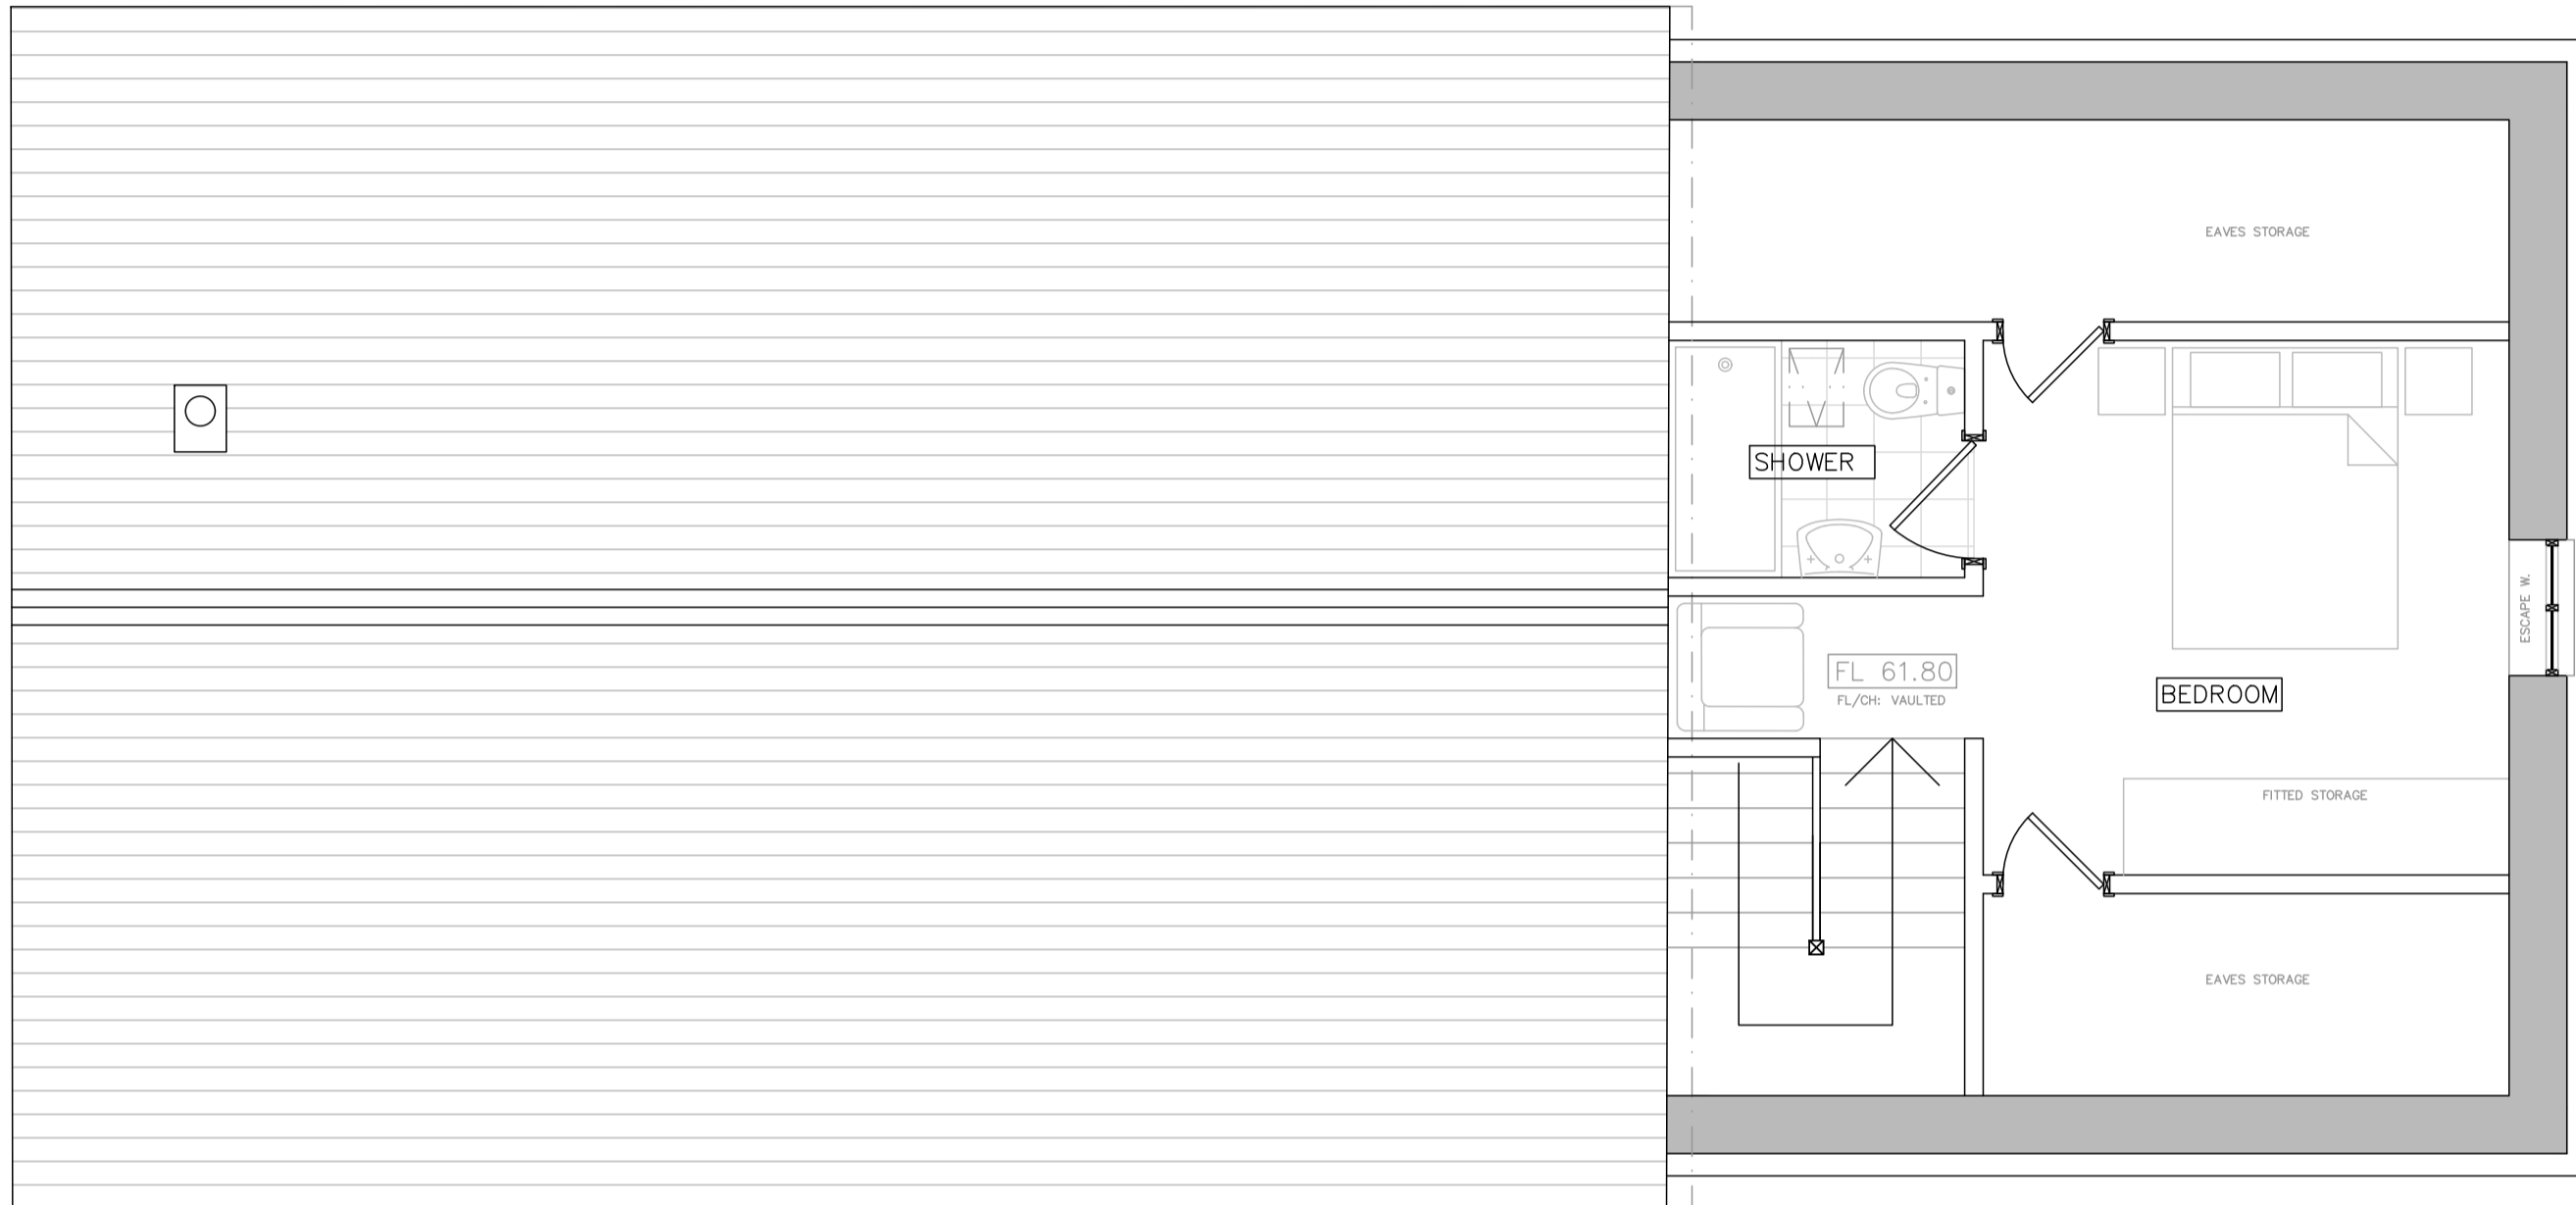 EAVES STORAGE
SHOWER
ESCAPE W.
FL 61.80
FL/CH: VAULTED
BEDROOM
FITTED STORAGE
EAVES STORAGE